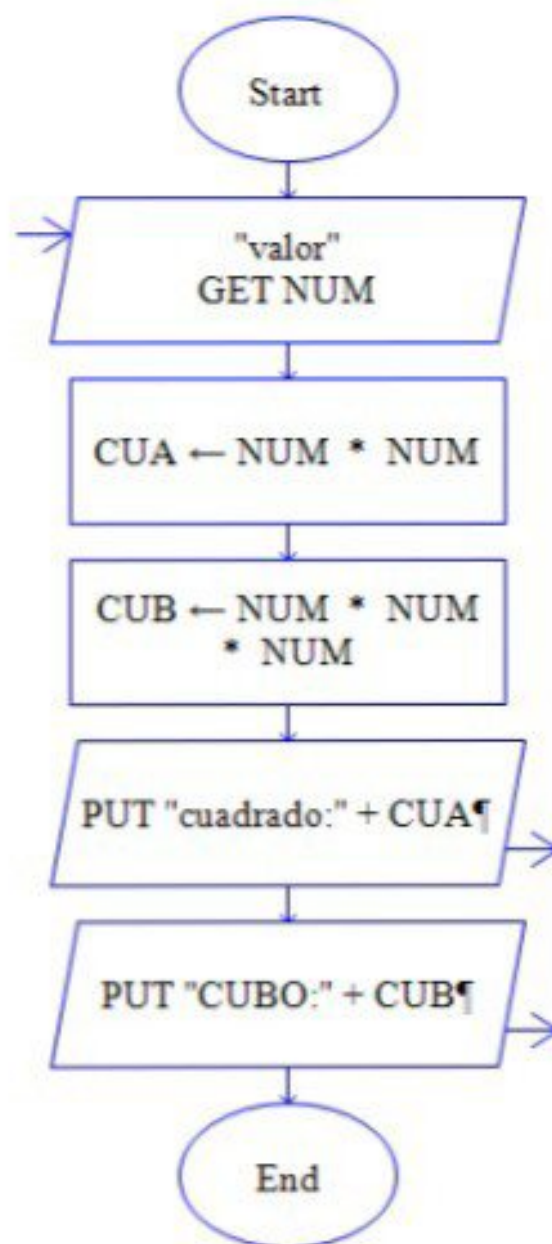 Start
"valor"
GET NUM
CUA ← NUM * NUM
CUB ← NUM * NUM
* NUM
PUT "cuadrado:" + CUA¶
PUT "CUBO:" + CUB¶
End